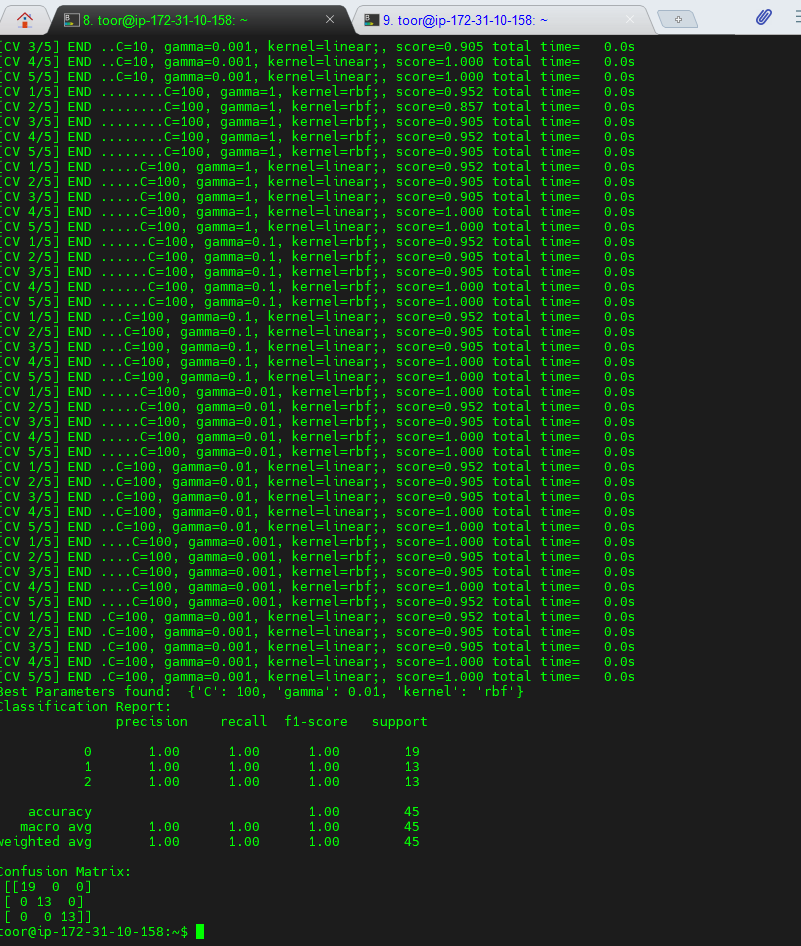 8. toor@ip-172-31-10-158: ~
9. toor@ip-172-31-10-158: ~
[CV 3/5] END ..C=10, gamma=0.001, kernel=linear;, score=0.905 total time=   0.0s
[CV 4/5] END ..C=10, gamma=0.001, kernel=linear;, score=1.000 total time=   0.0s
[CV 5/5] END ..C=10, gamma=0.001, kernel=linear;, score=1.000 total time=   0.0s
[CV 1/5] END ........C=100, gamma=1, kernel=rbf;, score=0.952 total time=   0.0s
[CV 2/5] END ........C=100, gamma=1, kernel=rbf;, score=0.857 total time=   0.0s
[CV 3/5] END ........C=100, gamma=1, kernel=rbf;, score=0.905 total time=   0.0s
[CV 4/5] END ........C=100, gamma=1, kernel=rbf;, score=0.952 total time=   0.0s
[CV 5/5] END ........C=100, gamma=1, kernel=rbf;, score=0.905 total time=   0.0s
[CV 1/5] END .....C=100, gamma=1, kernel=linear;, score=0.952 total time=   0.0s
[CV 2/5] END .....C=100, gamma=1, kernel=linear;, score=0.905 total time=   0.0s
[CV 3/5] END .....C=100, gamma=1, kernel=linear;, score=0.905 total time=   0.0s
[CV 4/5] END .....C=100, gamma=1, kernel=linear;, score=1.000 total time=   0.0s
[CV 5/5] END .....C=100, gamma=1, kernel=linear;, score=1.000 total time=   0.0s
[CV 1/5] END ......C=100, gamma=0.1, kernel=rbf;, score=0.952 total time=   0.0s
[CV 2/5] END ......C=100, gamma=0.1, kernel=rbf;, score=0.905 total time=   0.0s
[CV 3/5] END ......C=100, gamma=0.1, kernel=rbf;, score=0.905 total time=   0.0s
[CV 4/5] END ......C=100, gamma=0.1, kernel=rbf;, score=1.000 total time=   0.0s
[CV 5/5] END ......C=100, gamma=0.1, kernel=rbf;, score=1.000 total time=   0.0s
[CV 1/5] END ...C=100, gamma=0.1, kernel=linear;, score=0.952 total time=   0.0s
[CV 2/5] END ...C=100, gamma=0.1, kernel=linear;, score=0.905 total time=   0.0s
[CV 3/5] END ...C=100, gamma=0.1, kernel=linear;, score=0.905 total time=   0.0s
[CV 4/5] END ...C=100, gamma=0.1, kernel=linear;, score=1.000 total time=   0.0s
[CV 5/5] END ...C=100, gamma=0.1, kernel=linear;, score=1.000 total time=   0.0s
[CV 1/5] END .....C=100, gamma=0.01, kernel=rbf;, score=1.000 total time=   0.0s
[CV 2/5] END .....C=100, gamma=0.01, kernel=rbf;, score=0.952 total time=   0.0s
[CV 3/5] END .....C=100, gamma=0.01, kernel=rbf;, score=0.905 total time=   0.0s
[CV 4/5] END .....C=100, gamma=0.01, kernel=rbf;, score=1.000 total time=   0.0s
[CV 5/5] END .....C=100, gamma=0.01, kernel=rbf;, score=1.000 total time=   0.0s
[CV 1/5] END ..C=100, gamma=0.01, kernel=linear;, score=0.952 total time=   0.0s
[CV 2/5] END ..C=100, gamma=0.01, kernel=linear;, score=0.905 total time=   0.0s
[CV 3/5] END ..C=100, gamma=0.01, kernel=linear;, score=0.905 total time=   0.0s
[CV 4/5] END ..C=100, gamma=0.01, kernel=linear;, score=1.000 total time=   0.0s
[CV 5/5] END ..C=100, gamma=0.01, kernel=linear;, score=1.000 total time=   0.0s
[CV 1/5] END ....C=100, gamma=0.001, kernel=rbf;, score=0.952 total time=   0.0s
[CV 2/5] END ....C=100, gamma=0.001, kernel=rbf;, score=0.905 total time=   0.0s
[CV 3/5] END ....C=100, gamma=0.001, kernel=rbf;, score=0.905 total time=   0.0s
[CV 4/5] END ....C=100, gamma=0.001, kernel=rbf;, score=1.000 total time=   0.0s
[CV 5/5] END ....C=100, gamma=0.001, kernel=rbf;, score=0.952 total time=   0.0s
[CV 1/5] END .C=100, gamma=0.001, kernel=linear;, score=0.952 total time=   0.0s
[CV 2/5] END .C=100, gamma=0.001, kernel=linear;, score=0.905 total time=   0.0s
[CV 3/5] END .C=100, gamma=0.001, kernel=linear;, score=0.905 total time=   0.0s
[CV 4/5] END .C=100, gamma=0.001, kernel=linear;, score=1.000 total time=   0.0s
[CV 5/5] END .C=100, gamma=0.001, kernel=linear;, score=1.000 total time=   0.0s
Best Parameters found:  {'C': 100, 'gamma': 0.01, 'kernel': 'rbf'}
Classification Report:
              precision    recall  f1-score   support
           0       1.00      1.00      1.00        19
           1       1.00      1.00      1.00        13
           2       1.00      1.00      1.00        13
    accuracy                           1.00        45
   macro avg       1.00      1.00      1.00        45
weighted avg       1.00      1.00      1.00        45
Confusion Matrix:
 [[19  0  0]
 [ 0 13  0]
 [ 0  0 13]]
toor@ip-172-31-10-158:~$